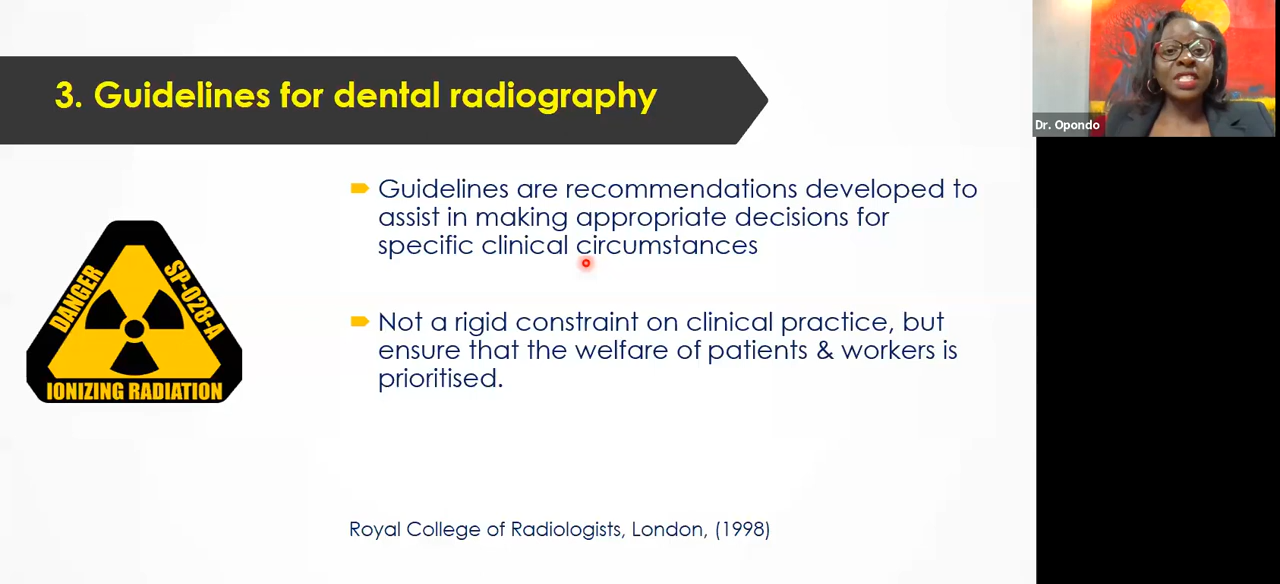 3. Guidelines for dental radiography
Dr. Opondo
Guidelines are recommendations developed to
assist in making appropriate decisions for
specific clinical circumstances
DANGER
SP-028-A
IONIZING RADIATION
Not a rigid constraint on clinical practice, but
ensure that the welfare of patients & workers is
prioritised.
Royal College of Radiologists, London, (1998)